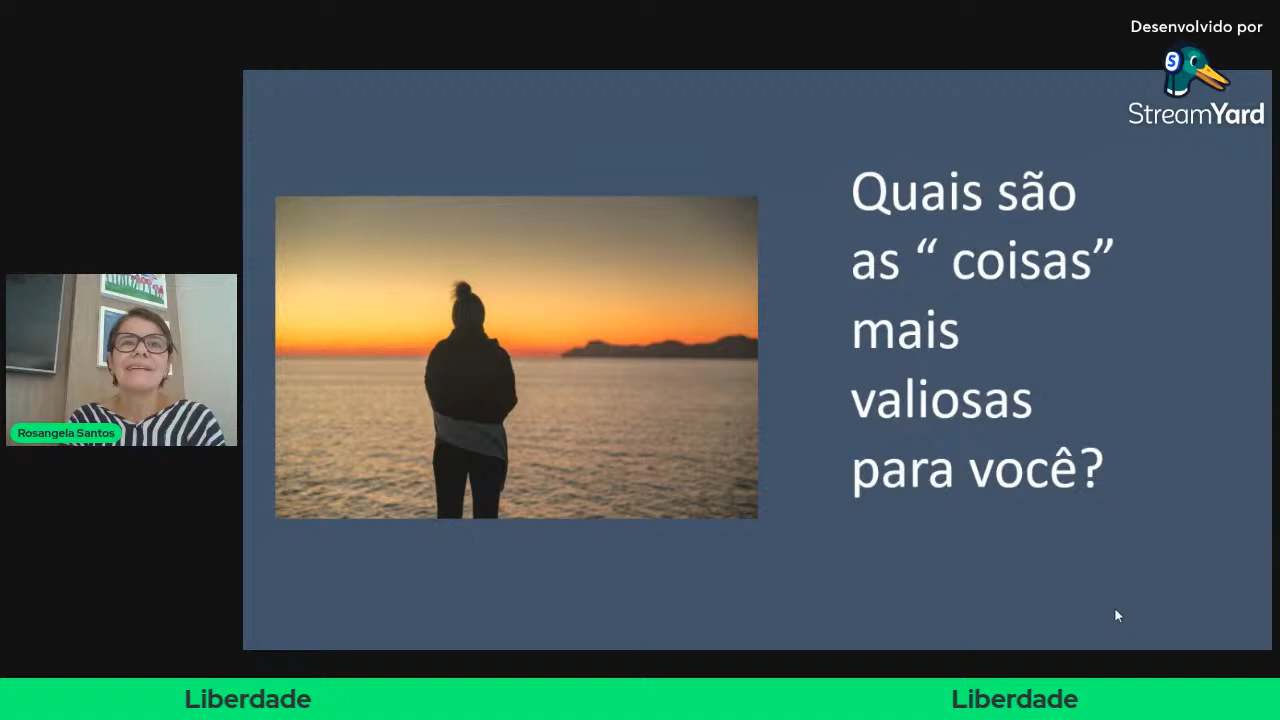 Desenvolvido por
StreamYard
Quais são
as “ coisas”
mais
valiosas
para você?
Rosangela Santos
Liberdade
Liberdade